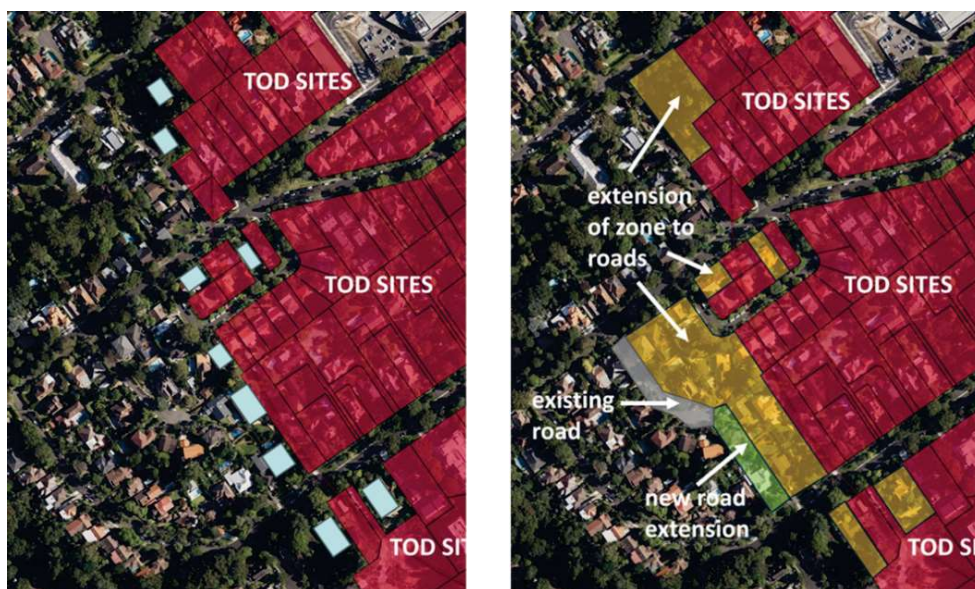 TOD SITES
TOD SITES
TOD SIT
TOD SITES
extension
of zone to
roads
TOD SITES
existing
road
new road
extension
TOD S